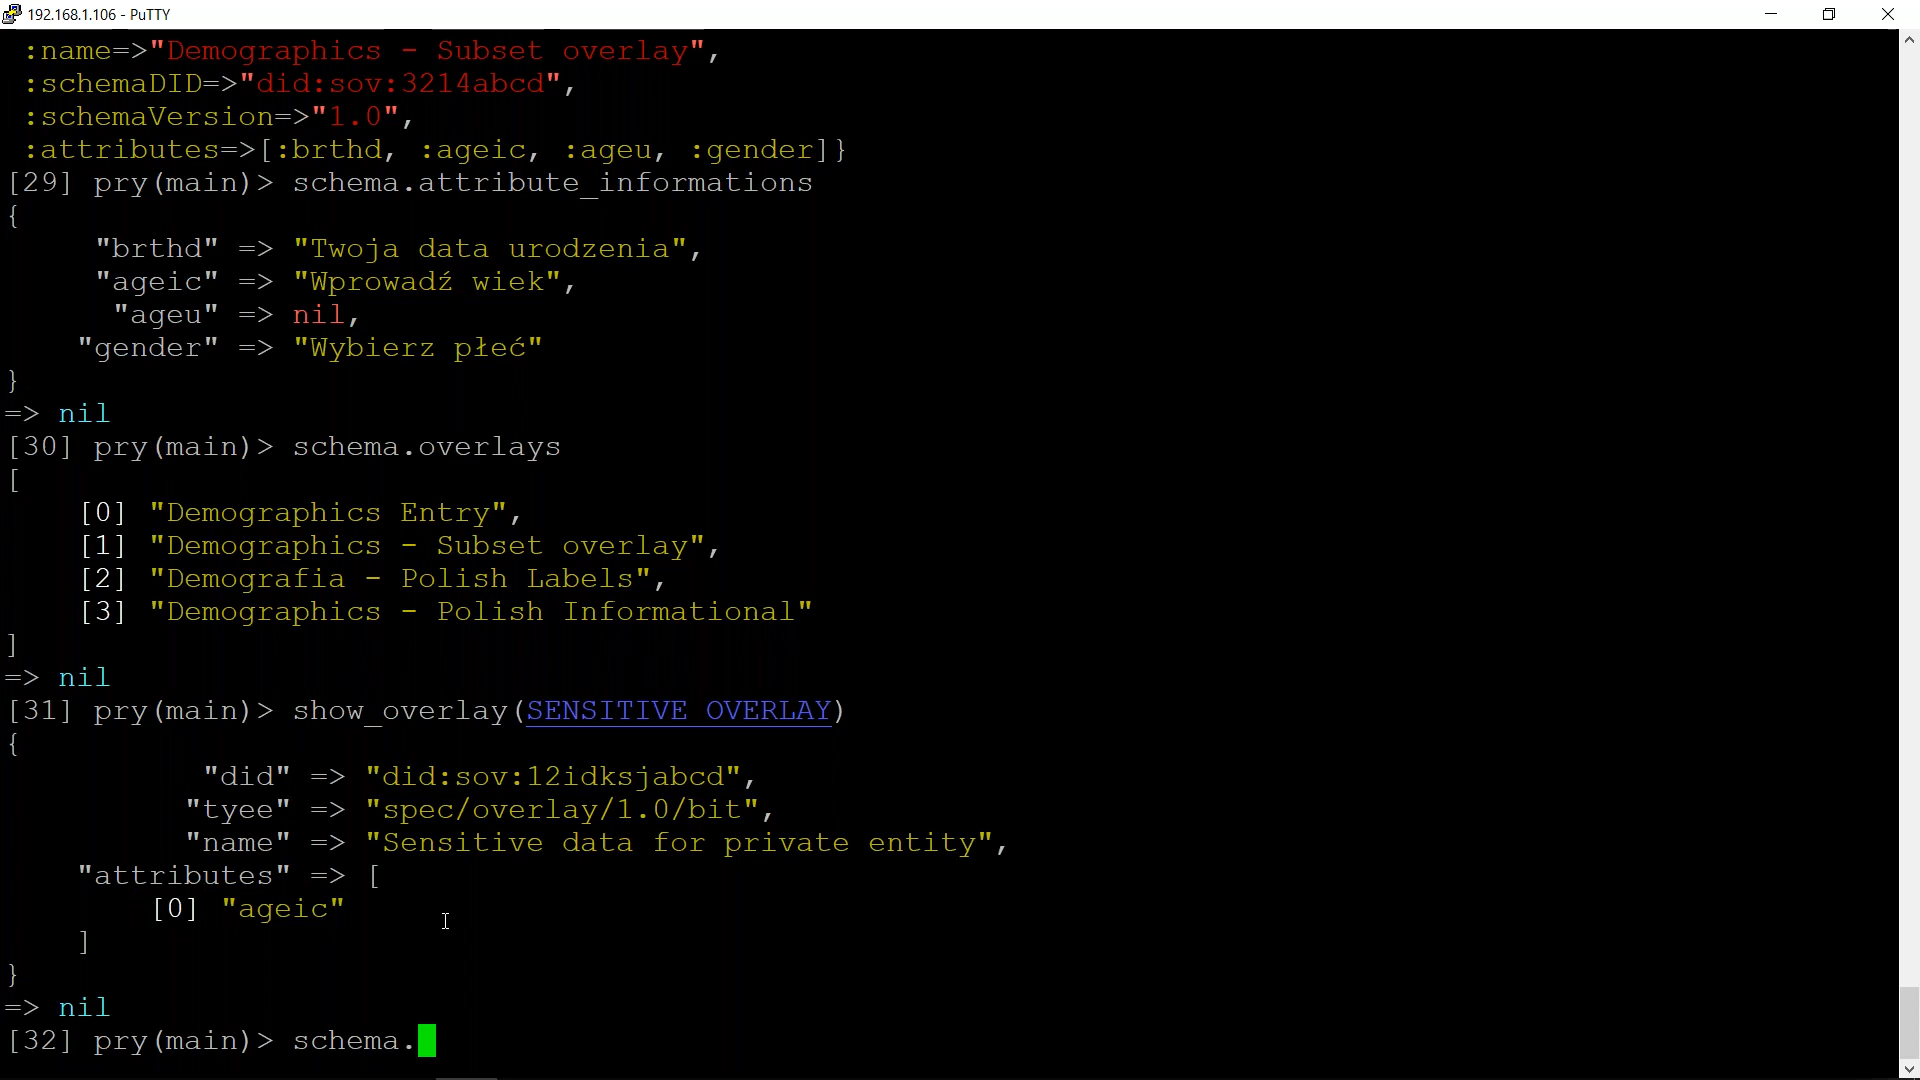 192.168.1.106 - PuTTY
:name=>"Demographics - Subset overlay",
:schemaDID=>"did:sov:3214abcd",
:schemaVersion=>"1.0",
:attributes=>[:brthd, :ageic, :ageu, :gender]}
[29] pry(main)> schema.attribute_informations
{
"brthd" => "Twoja data urodzenia",
"ageic" => "Wprowadź wiek",
"ageu" => nil,
"gender" => "Wybierz płeć"
}
=> nil
[30] pry(main)> schema.overlays
[
[0] "Demographics Entry",
[1] "Demographics - Subset overlay",
[2] "Demografia - Polish Labels",
[3] "Demographics - Polish Informational"
]
=> nil
[31] pry(main)> show_overlay(SENSITIVE_OVERLAY)
{
"did" => "did:sov:12idksjabcd",
"tyee" => "spec/overlay/1.0/bit",
"name" => "Sensitive data for private entity",
"attributes" => [
[0] "ageic"
]
}
=> nil
[32] pry(main)> schema.